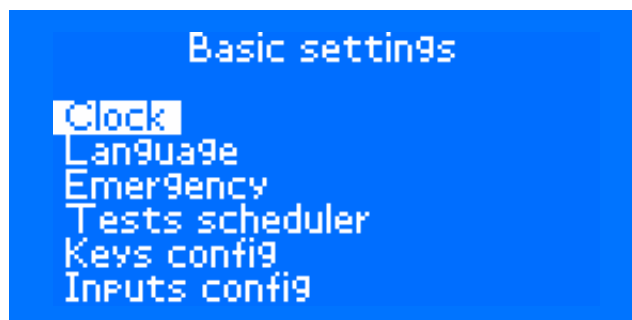 Basic settings
Clock
Language
Emergency
Tests scheduler
Keys config
Inputs config